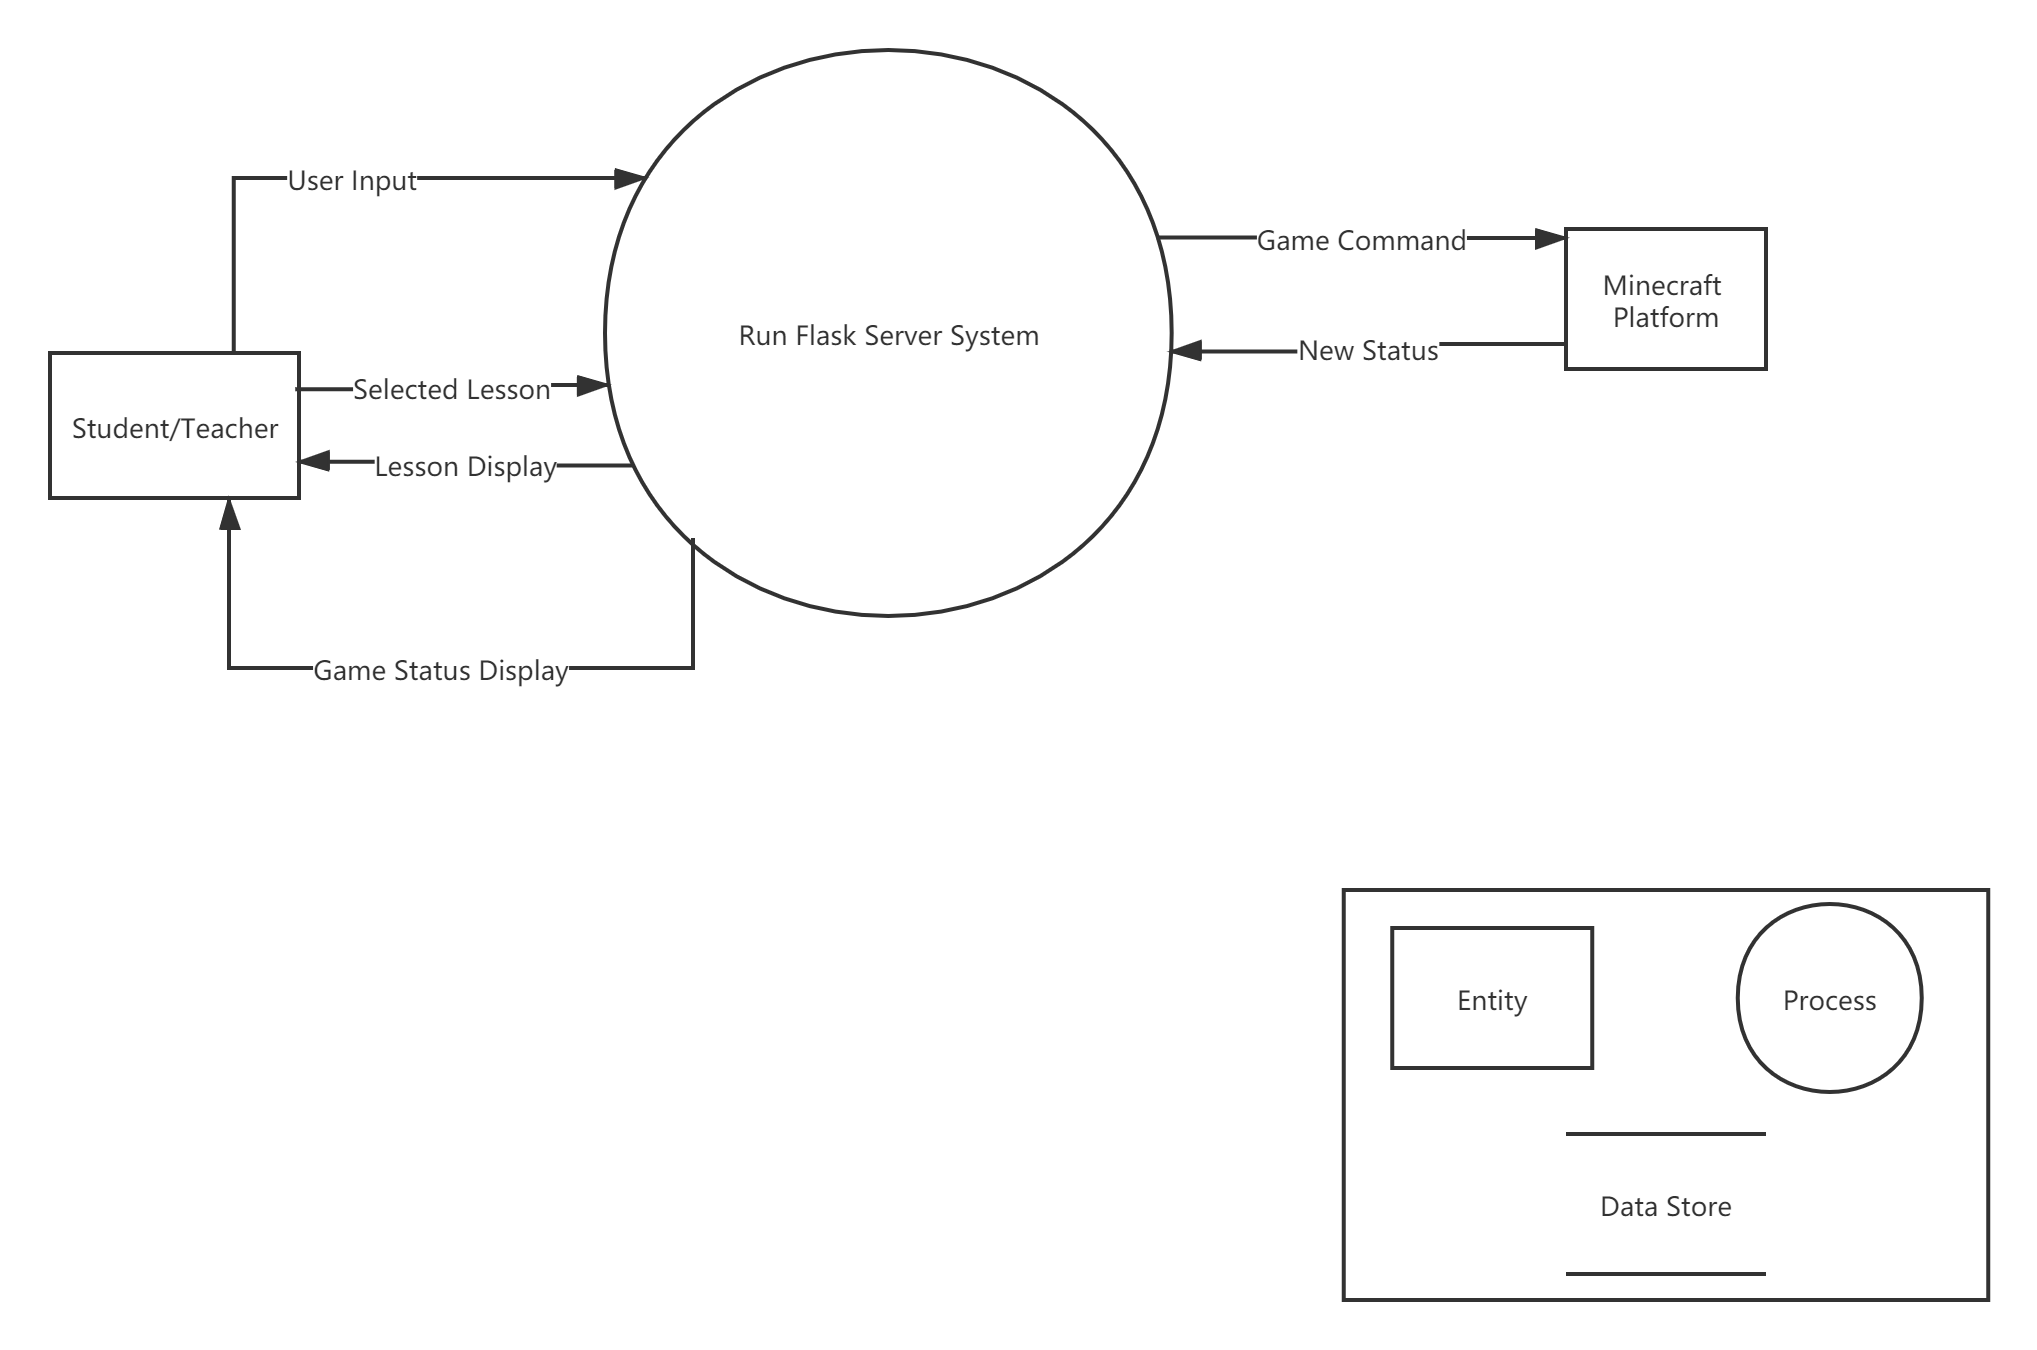 User Input
Game Command
Minecraft
Platform
Run Flask Server System
New Status
Selected Lesson
Student/Teacher
Lesson Display
Game Status Display
Entity
Process
Data Store